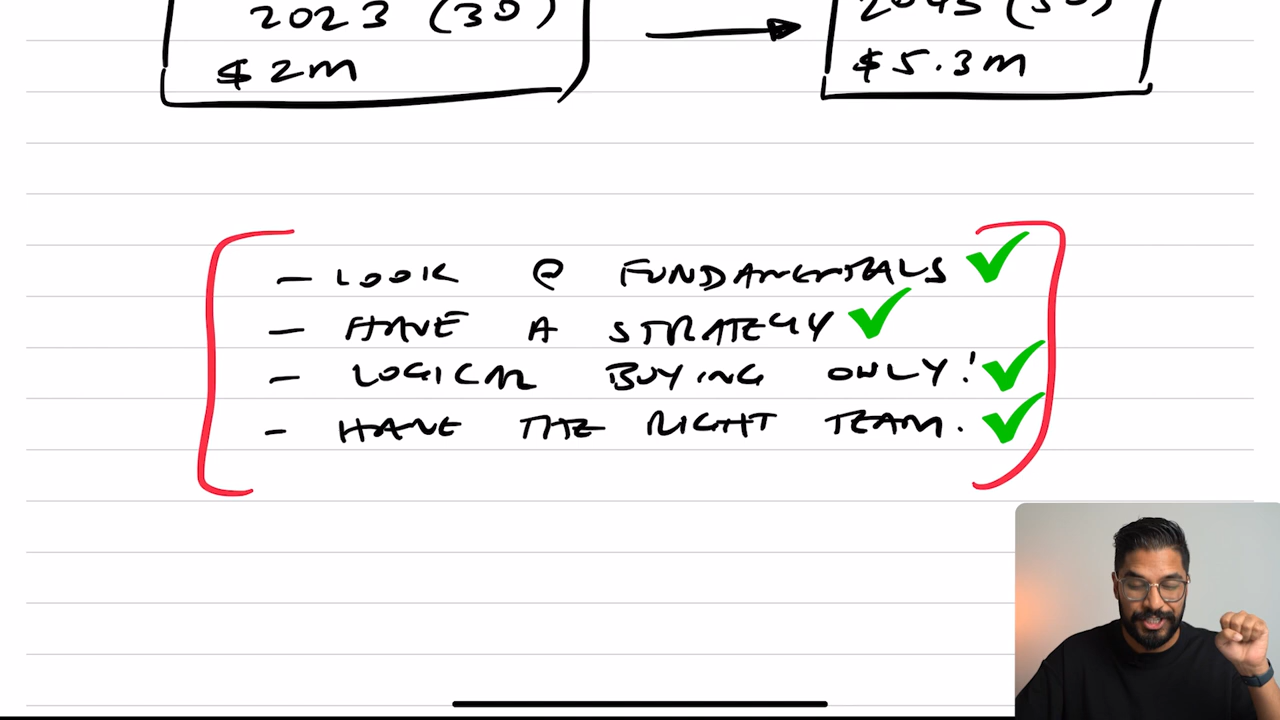 2023 (30)
$2m
$5.3m
- LOOK @ FUNDAMENTALS
- HAVE A STRATEGY
- LOGICAL BUYING ONLY!
- HAVE THE RIGHT TEAM.